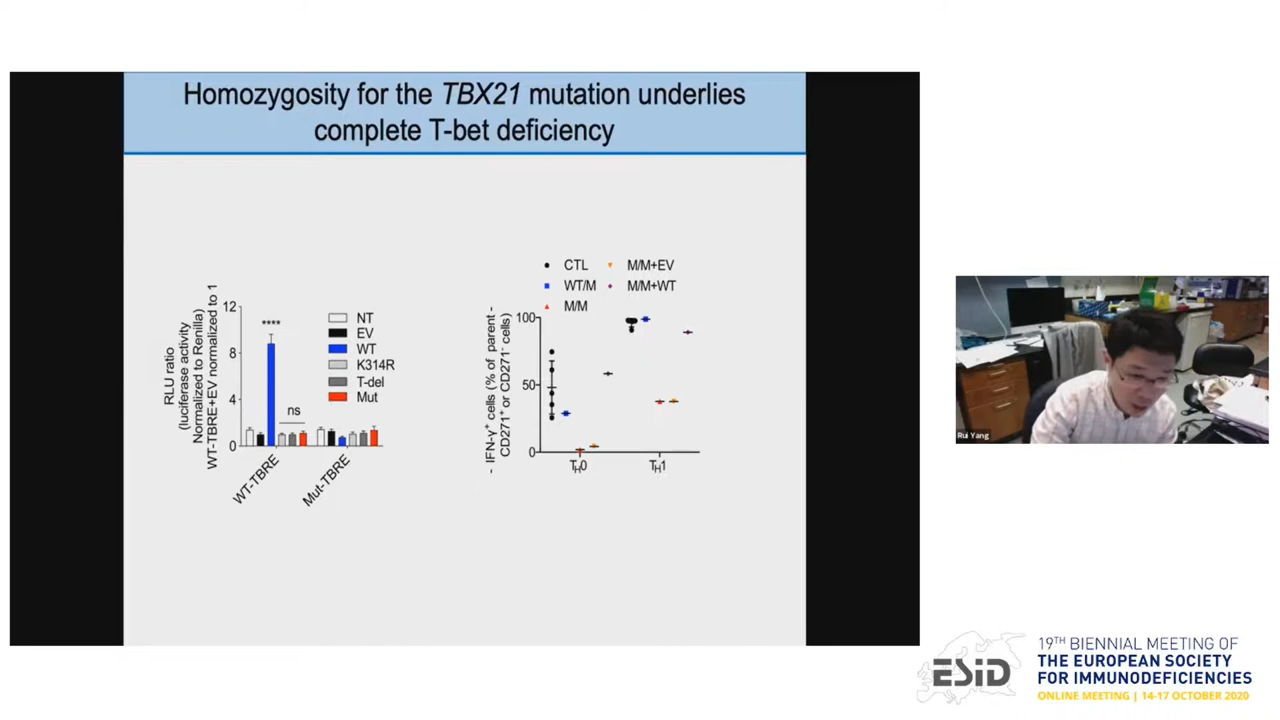 Homozygosity for the TBX21 mutation underlies
complete T-bet deficiency
RLU ratio
(luciferase activity
Normalized to Renilla)
WT-TBRE+EV normalized to 1
12
8
4
0
****
ns
NT
EV
WT
K314R
T-del
Mut
WT-TBRE
Mut-TBRE
CTL
WT/M
M/M
M/M+EV
M/M+WT
- IFN-γ+ cells (% of parent -
CD271+ or CD271- cells)
100
50
0
TH0
TH1
Rui Yang
ESID
19TH BIENNIAL MEETING OF
THE EUROPEAN SOCIETY
FOR IMMUNODEFICIENCIES
ONLINE MEETING | 14-17 OCTOBER 2020